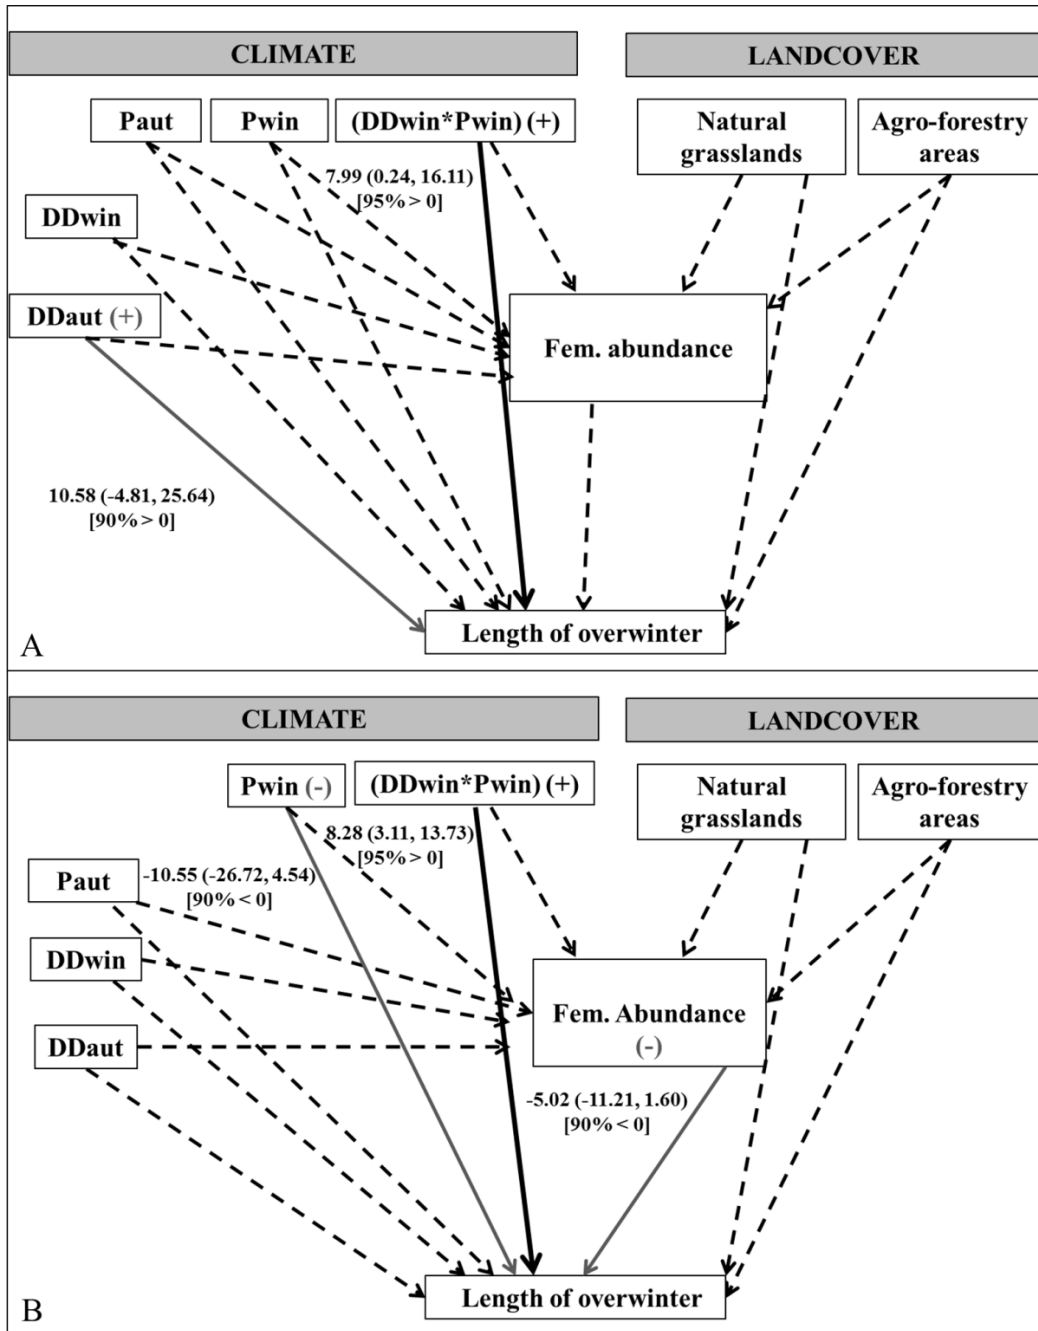 CLIMATE
LANDCOVER
Paut
Pwin
(DDwin*Pwin) (+)
Natural
grasslands
Agro-forestry
areas
7.99 (0.24, 16.11)
[95% > 0]
DDwin
DDaut (+)
Fem. abundance
10.58 (-4.81, 25.64)
[90% > 0]
Length of overwinter
A
CLIMATE
LANDCOVER
Pwin (-)
(DDwin*Pwin) (+)
Natural
grasslands
Agro-forestry
areas
8.28 (3.11, 13.73)
[95% > 0]
Paut
-10.55 (-26.72, 4.54)
[90% < 0]
DDwin
DDaut
Fem. Abundance
(-)
-5.02 (-11.21, 1.60)
[90% < 0]
Length of overwinter
B